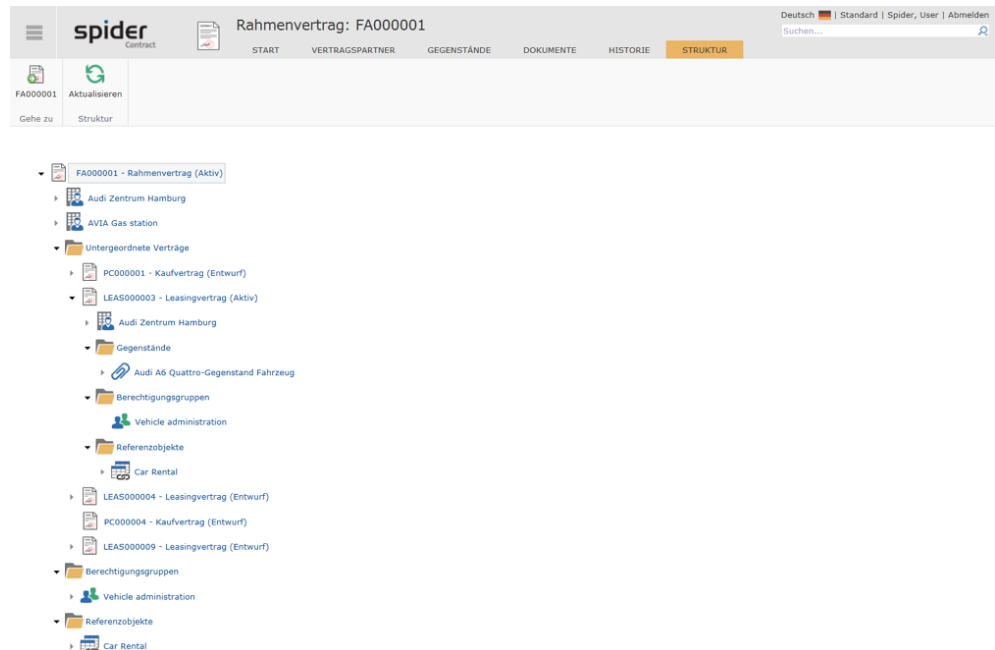 Deutsch | Standard | Spider, User | Abmelden
spider
Contract
Rahmenvertrag: FA000001
Suchen...
START VERTRAGSPARTNER GEGENSTÄNDE DOKUMENTE HISTORIE STRUKTUR
FA000001 Aktualisieren
Gehe zu Struktur
FA000001 - Rahmenvertrag (Aktiv)
Audi Zentrum Hamburg
AVIA Gas station
Untergeordnete Verträge
PC000001 - Kaufvertrag (Entwurf)
LEAS000003 - Leasingvertrag (Aktiv)
Audi Zentrum Hamburg
Gegenstände
Audi A6 Quattro-Gegenstand Fahrzeug
Berechtigungsgruppen
Vehicle administration
Referenzobjekte
Car Rental
LEAS000004 - Leasingvertrag (Entwurf)
PC000004 - Kaufvertrag (Entwurf)
LEAS000009 - Leasingvertrag (Entwurf)
Berechtigungsgruppen
Vehicle administration
Referenzobjekte
Car Rental